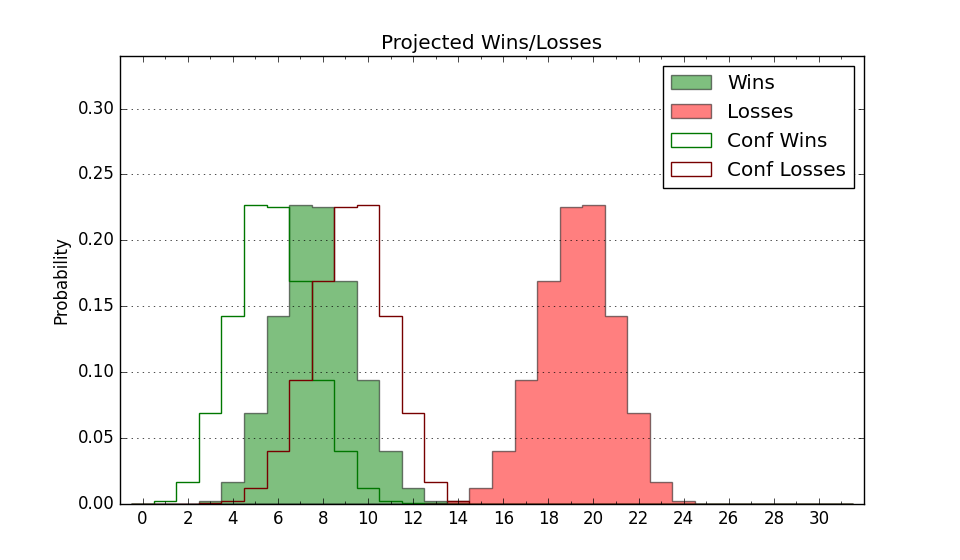 Projected Wins/Losses
Wins
Losses
Conf Wins
Conf Losses
Probability
0.30
0.25
0.20
0.15
0.10
0.05
0.00
0 2 4 6 8 10 12 14 16 18 20 22 24 26 28 30